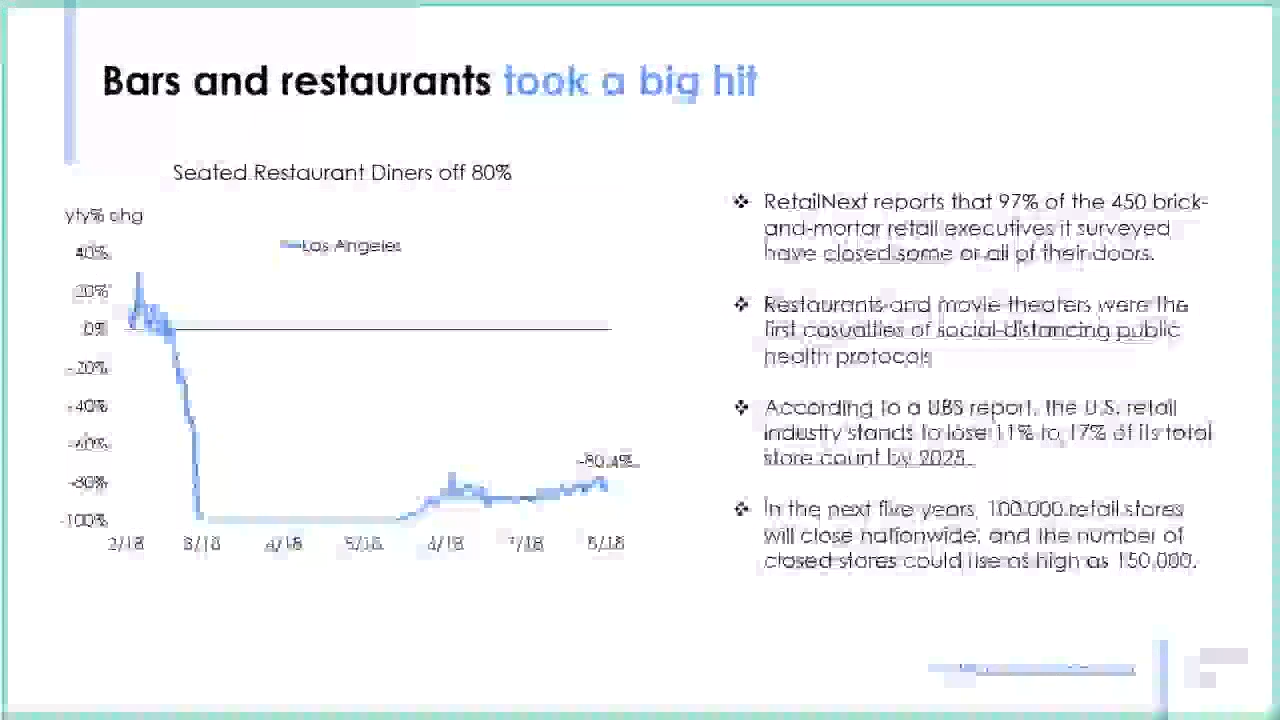 Bars and restaurants took a big hit
Seated Restaurant Diners off 80%
yty% chg
Los Angeles
40%
20%
0%
-20%
-40%
-60%
-80%
-100%
-80.4%
2/18 3/18 4/18 5/18 6/18 7/18 8/18
❖ RetailNext reports that 97% of the 450 brick-
and-mortar retail executives it surveyed
have closed some or all of their doors.
❖ Restaurants and movie theaters were the
first casualties of social-distancing public
health protocols
❖ According to a UBS report, the U.S. retail
industry stands to lose 11% to 17% of its total
store count by 2025.
❖ In the next five years, 100,000 retail stores
will close nationwide, and the number of
closed stores could rise as high as 150,000.